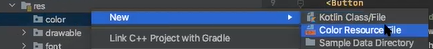 res
<Button
color
New
Kotlin Class/File
drawable
Link C++ Project with Gradle
Color Resource File
font
Sample Data Directory